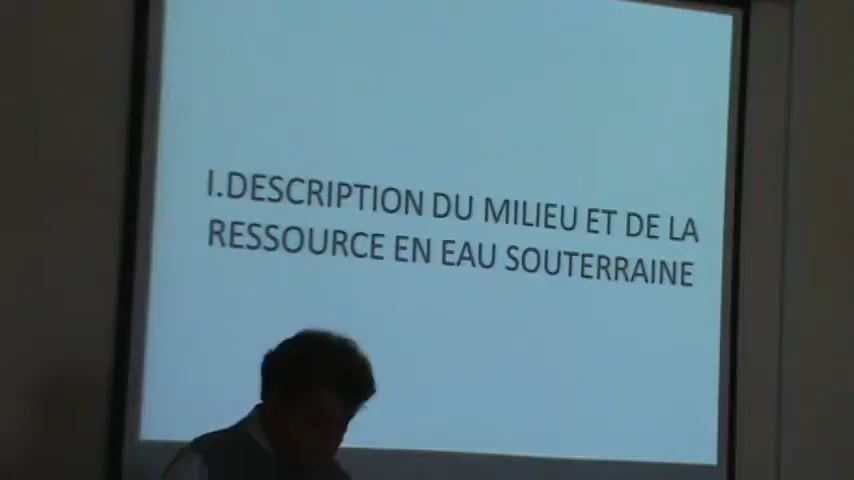 I.DESCRIPTION DU MILIEU ET DE LA
RESSOURCE EN EAU SOUTERRAINE